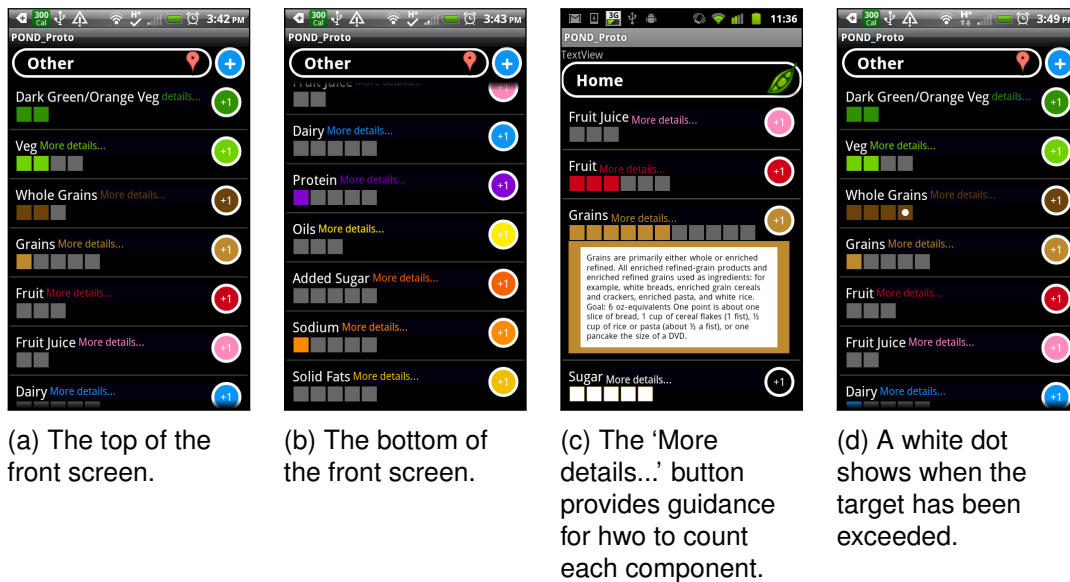 300
Cal
H+
3:42 PM
POND_Proto
Other
+
Dark Green/Orange Veg details...
+1
Veg More details...
+1
Whole Grains More details...
+1
Grains More details...
+1
Fruit More details...
+1
Fruit Juice More details...
+1
Dairy More details...
+1
(a) The top of the
front screen.
300
Cal
H+
3:43 PM
POND_Proto
Other
+
Fruit Juice More details...
+1
Dairy More details...
+1
Protein More details...
+1
Oils More details...
+1
Added Sugar More details...
+1
Sodium More details...
+1
Solid Fats More details...
+1
(b) The bottom of
the front screen.
3G
11:36
POND_Proto
TextView
Home
Fruit Juice More details...
+1
Fruit More details...
+1
Grains More details...
+1
Grains are primarily either whole or enriched
refined. All enriched refined-grain products and
enriched refined grains used as ingredients: for
example, white breads, enriched grain cereals
and crackers, enriched pasta, and white rice.
Goal: 6 oz-equivalents One point is about one
slice of bread, 1 cup of cereal flakes (1 fist), ½
cup of rice or pasta (about ½ a fist), or one
pancake the size of a DVD.
Sugar More details...
+1
(c) The ‘More
details...’ button
provides guidance
for hwo to count
each component.
300
Cal
H+
3:49 PM
POND_Proto
Other
+
Dark Green/Orange Veg details...
+1
Veg More details...
+1
Whole Grains More details...
+1
Grains More details...
+1
Fruit More details...
+1
Fruit Juice More details...
+1
Dairy More details...
+1
(d) A white dot
shows when the
target has been
exceeded.